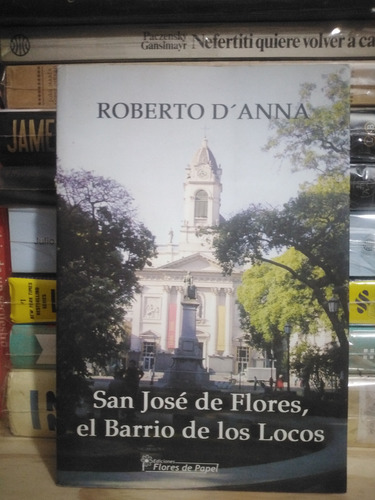 Paczensky
Gansimayr
Nefertiti quiere volver a ca
JAME
ROBERTO D´ANNA
San José de Flores,
el Barrio de los Locos
Ediciones
Flores de Papel